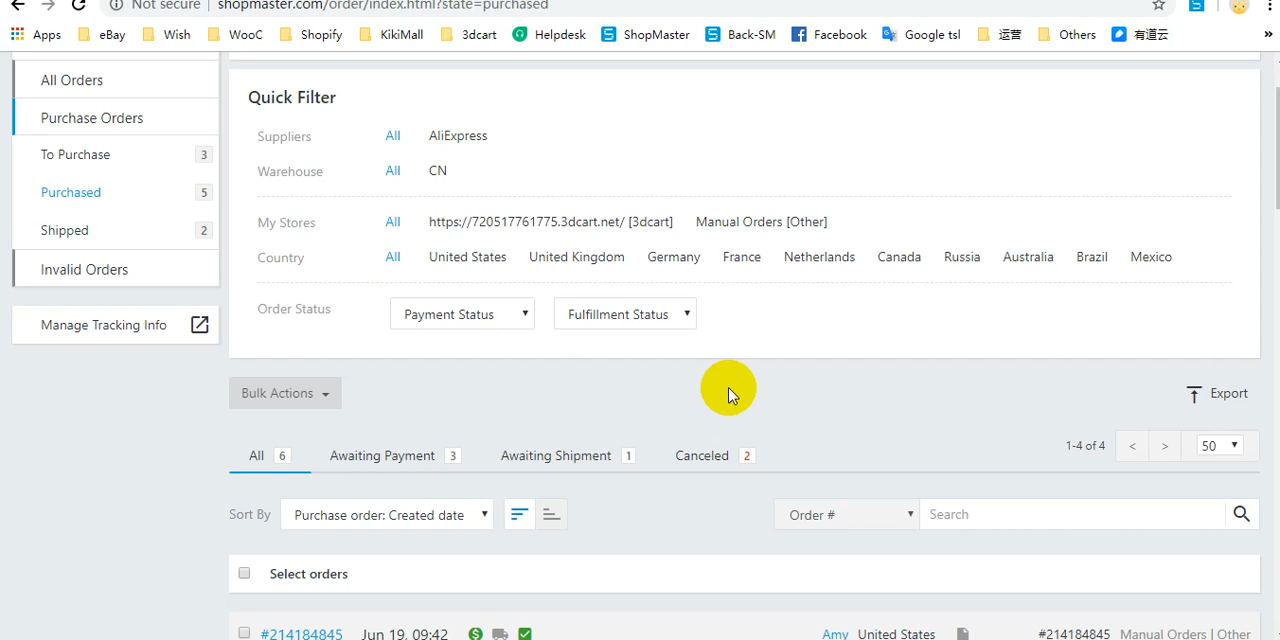 Not secure | shopmaster.com/order/index.html?state=purchased
Apps eBay Wish WooC Shopify KikiMall 3dcart Helpdesk ShopMaster Back-SM Facebook Google tsl 运营 Others 有道云 »
All Orders
Purchase Orders
To Purchase 3
Purchased 5
Shipped 2
Invalid Orders
Manage Tracking Info
Quick Filter
Suppliers All AliExpress
Warehouse All CN
My Stores All https://720517761775.3dcart.net/ [3dcart] Manual Orders [Other]
Country All United States United Kingdom Germany France Netherlands Canada Russia Australia Brazil Mexico
Order Status Payment Status Fulfillment Status
Bulk Actions Export
All 6 Awaiting Payment 3 Awaiting Shipment 1 Canceled 2 1-4 of 4 < > 50
Sort By Purchase order: Created date Order # Search
Select orders
#214184845 Jun 19, 09:42 Amy United States #214184845 Manual Orders | Other